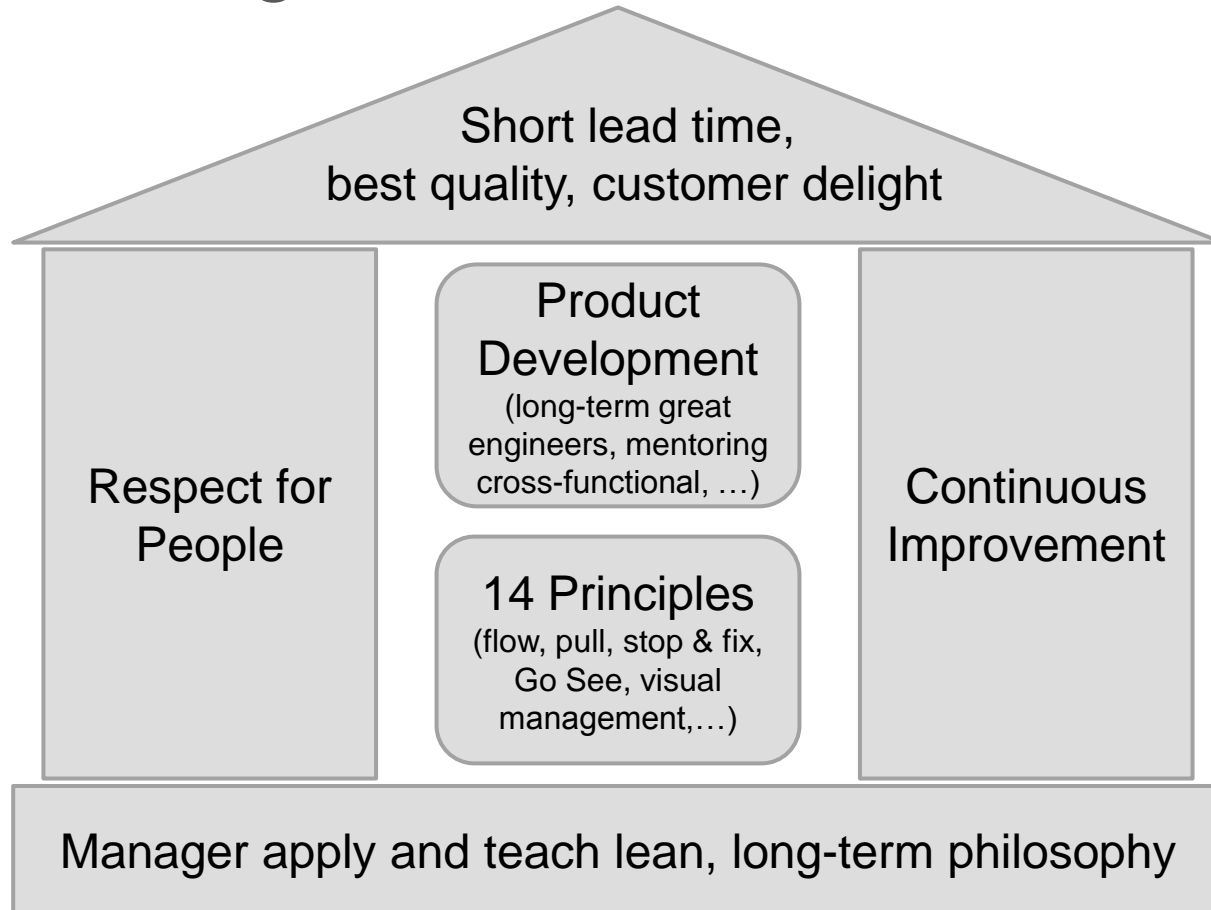 Short lead time,
best quality, customer delight
Respect for
People
Product
Development
(long-term great
engineers, mentoring
cross-functional, …)
14 Principles
(flow, pull, stop & fix,
Go See, visual
management,…)
Continuous
Improvement
Manager apply and teach lean, long-term philosophy